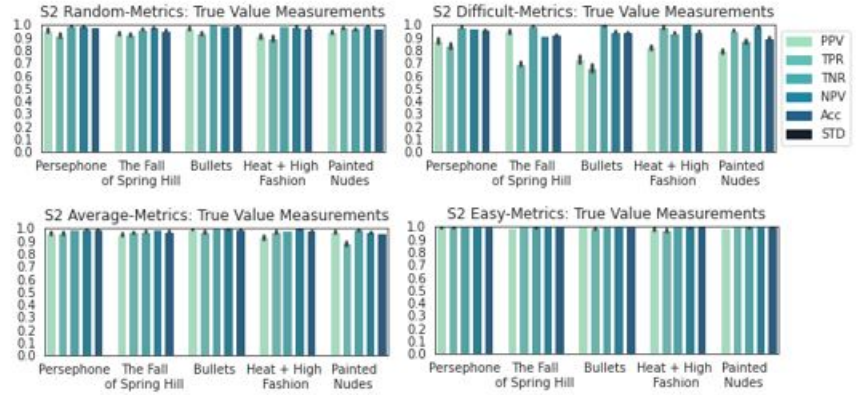 S2 Random-Metrics: True Value Measurements
1.0
0.9
0.8
0.7
0.6
0.5
0.4
0.3
0.2
0.1
0.0
Persephone The Fall Bullets Heat + High Painted
of Spring Hill Fashion Nudes
S2 Difficult-Metrics: True Value Measurements
1.0
0.9
0.8
0.7
0.6
0.5
0.4
0.3
0.2
0.1
0.0
Persephone The Fall Bullets Heat + High Painted
of Spring Hill Fashion Nudes
PPV
TPR
TNR
NPV
Acc
STD
S2 Average-Metrics: True Value Measurements
1.0
0.9
0.8
0.7
0.6
0.5
0.4
0.3
0.2
0.1
0.0
Persephone The Fall Bullets Heat + High Painted
of Spring Hill Fashion Nudes
S2 Easy-Metrics: True Value Measurements
1.0
0.9
0.8
0.7
0.6
0.5
0.4
0.3
0.2
0.1
0.0
Persephone The Fall Bullets Heat + High Painted
of Spring Hill Fashion Nudes